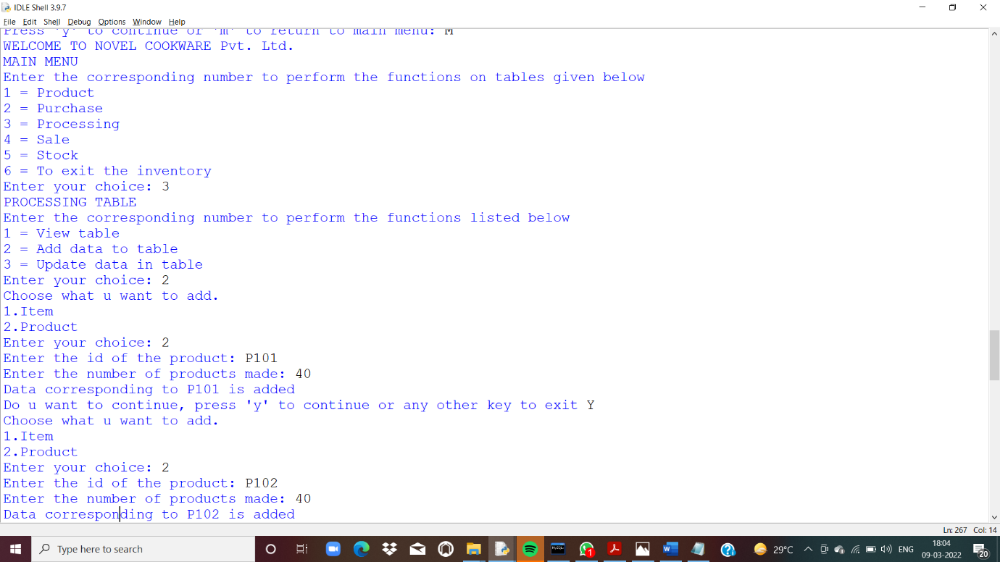 IDLE Shell 3.9.7
File Edit Shell Debug Options Window Help
Press 'y' to continue or 'm' to return to main menu: M
WELCOME TO NOVEL COOKWARE Pvt. Ltd.
MAIN MENU
Enter the corresponding number to perform the functions on tables given below
1 = Product
2 = Purchase
3 = Processing
4 = Sale
5 = Stock
6 = To exit the inventory
Enter your choice: 3
PROCESSING TABLE
Enter the corresponding number to perform the functions listed below
1 = View table
2 = Add data to table
3 = Update data in table
Enter your choice: 2
Choose what u want to add.
1.Item
2.Product
Enter your choice: 2
Enter the id of the product: P101
Enter the number of products made: 40
Data corresponding to P101 is added
Do u want to continue, press 'y' to continue or any other key to exit Y
Choose what u want to add.
1.Item
2.Product
Enter your choice: 2
Enter the id of the product: P102
Enter the number of products made: 40
Data corresponding to P102 is added
Ln: 267 Col: 14
Type here to search
MySQL
1
W
29°C
ENG
18:04
09-03-2022
20